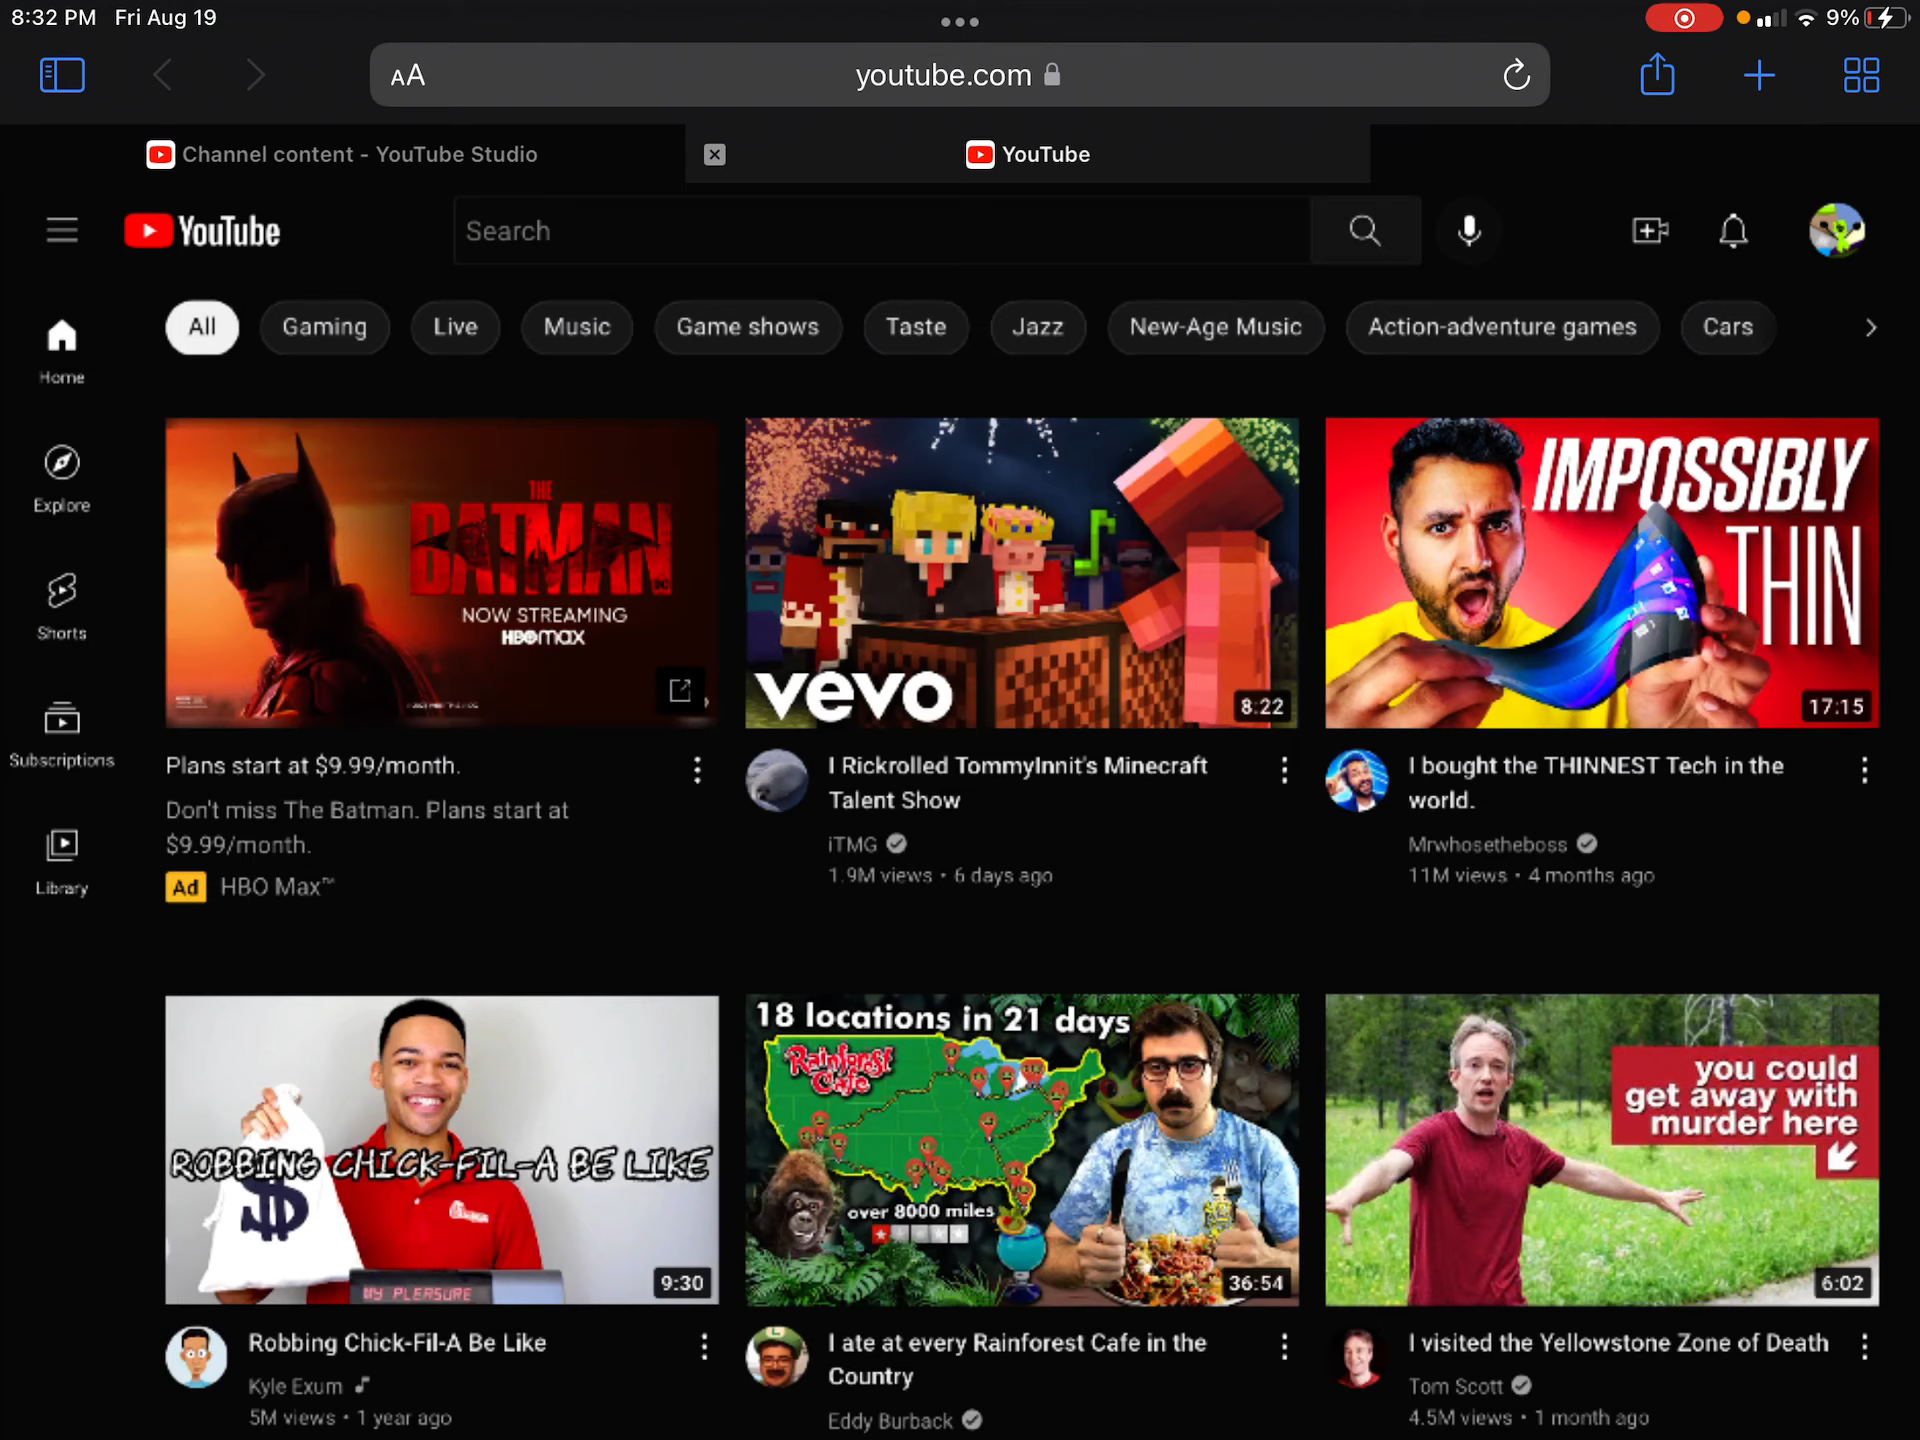 8:32 PM Fri Aug 19
9%
AA
youtube.com
Channel content - YouTube Studio
YouTube
YouTube
Search
All
Gaming
Live
Music
Game shows
Taste
Jazz
New-Age Music
Action-adventure games
Cars
Home
Explore
Shorts
Subscriptions
Library
THE
BATMAN
NOW STREAMING
HBOMAX
Plans start at $9.99/month.
Don't miss The Batman. Plans start at
$9.99/month.
Ad HBO Max™
vevo
8:22
I Rickrolled TommyInnit's Minecraft
Talent Show
iTMG
1.9M views • 6 days ago
IMPOSSIBLY
THIN
17:15
I bought the THINNEST Tech in the
world.
Mrwhosetheboss
11M views • 4 months ago
ROBBING CHICK-FIL-A BE LIKE
$
MY PLEASURE
9:30
Robbing Chick-Fil-A Be Like
Kyle Exum
5M views • 1 year ago
18 locations in 21 days
Rainforest
Cafe
over 8000 miles
36:54
I ate at every Rainforest Cafe in the
Country
Eddy Burback
you could
get away with
murder here
6:02
I visited the Yellowstone Zone of Death
Tom Scott
4.5M views • 1 month ago